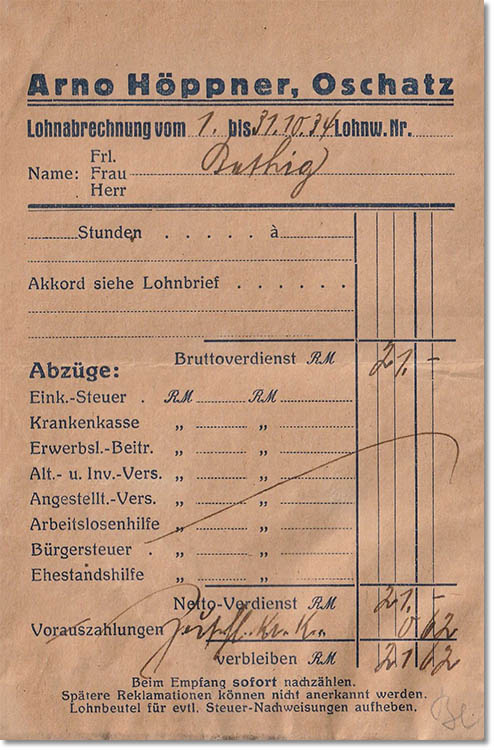 Arno Höppner, Oschatz
Lohnabrechnung vom 1. bis 31.10.34 Lohnw. Nr.
Frl.
Name: Frau
Herr
Stunden . . . . . à
Akkord siehe Lohnbrief . . . . . .
Bruttoverdienst RM 21.-
Abzüge:
Eink.-Steuer . RM RM
Krankenkasse „ „
Erwerbsl.-Beitr. „ „
Alt.- u. Inv.-Vers. „ „
Angestellt.-Vers. „ „
Arbeitslosenhilfe „ „
Bürgersteuer . „ „
Ehestandshilfe „ „
Netto-Verdienst RM 21.-
Vorauszahlungen 0 62
verbleiben RM 21 62
Beim Empfang sofort nachzählen.
Spätere Reklamationen können nicht anerkannt werden.
Lohnbeutel für evtl. Steuer-Nachweisungen aufheben.